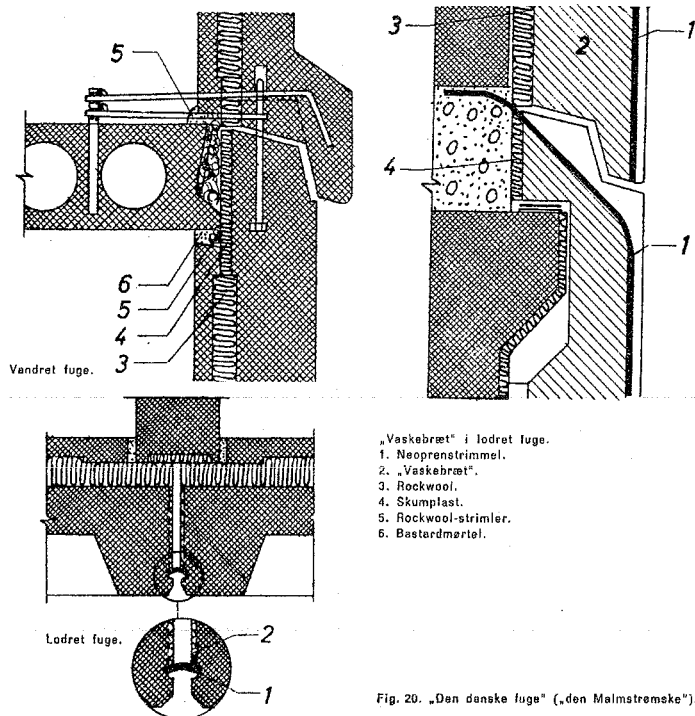 5
6
5
4
3
Vandret fuge.
3
2
1
4
1
„Vaskebræt“ i lodret fuge.
1. Neoprenstrimmel.
2. „Vaskebræt“.
3. Rockwool.
4. Skumplast.
5. Rockwool-strimler.
6. Bastardmørtel.
Lodret fuge.
2
1
Fig. 20. „Den danske fuge“ („den Malmstrømske“)